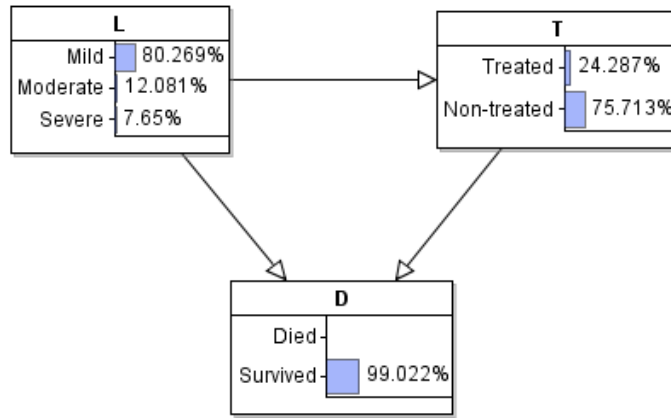 L
Mild 80.269%
Moderate 12.081%
Severe 7.65%
T
Treated 24.287%
Non-treated 75.713%
D
Died
Survived 99.022%